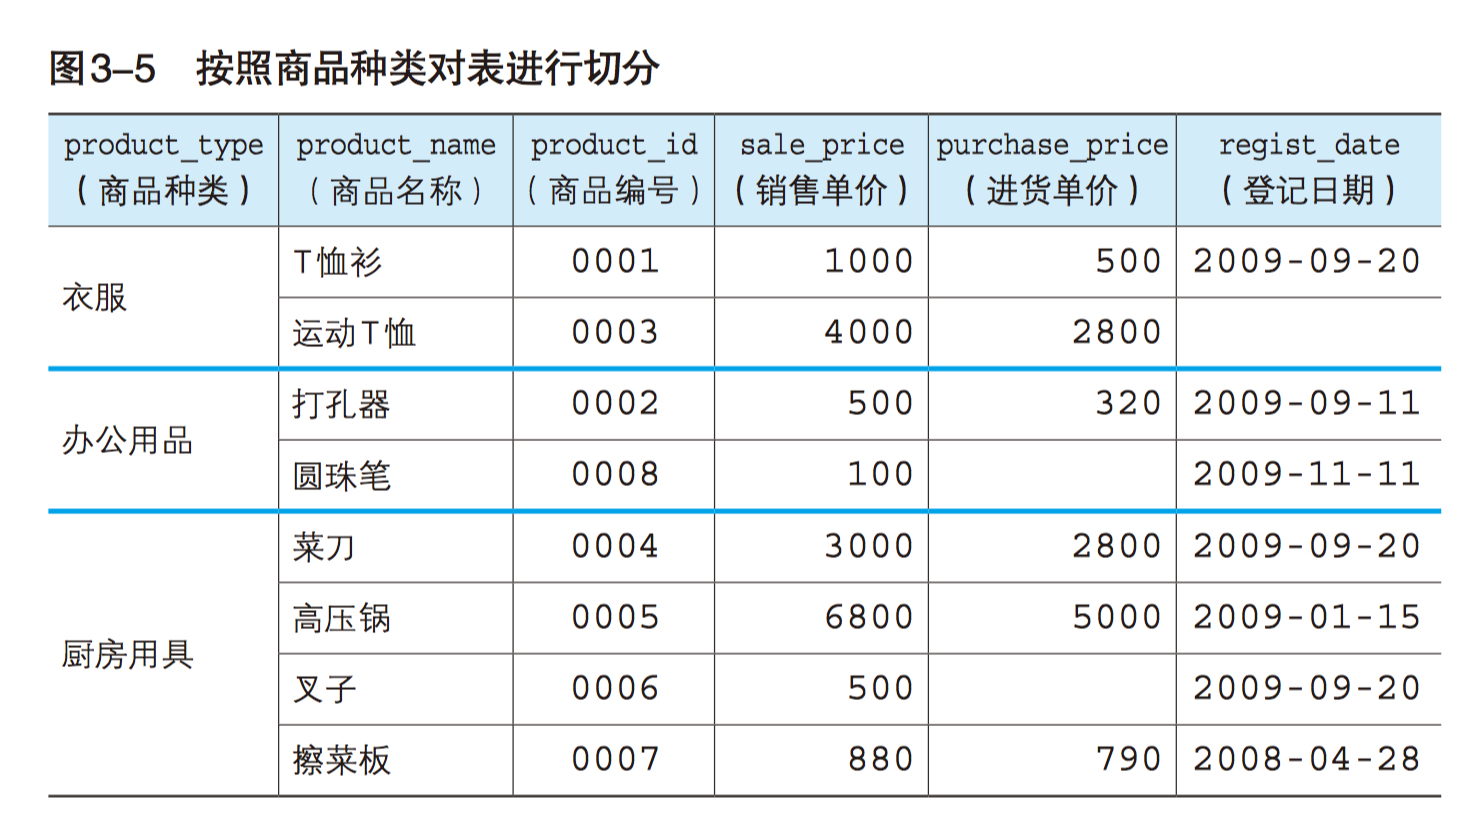 图3-5 按照商品种类对表进行切分
product_type product_name product_id sale_price purchase_price regist_date
(商品种类) (商品名称) (商品编号) (销售单价) (进货单价) (登记日期)
衣服 T恤衫 0001 1000 500 2009-09-20
运动T恤 0003 4000 2800
办公用品 打孔器 0002 500 320 2009-09-11
圆珠笔 0008 100 2009-11-11
厨房用具 菜刀 0004 3000 2800 2009-09-20
高压锅 0005 6800 5000 2009-01-15
叉子 0006 500 2009-09-20
擦菜板 0007 880 790 2008-04-28